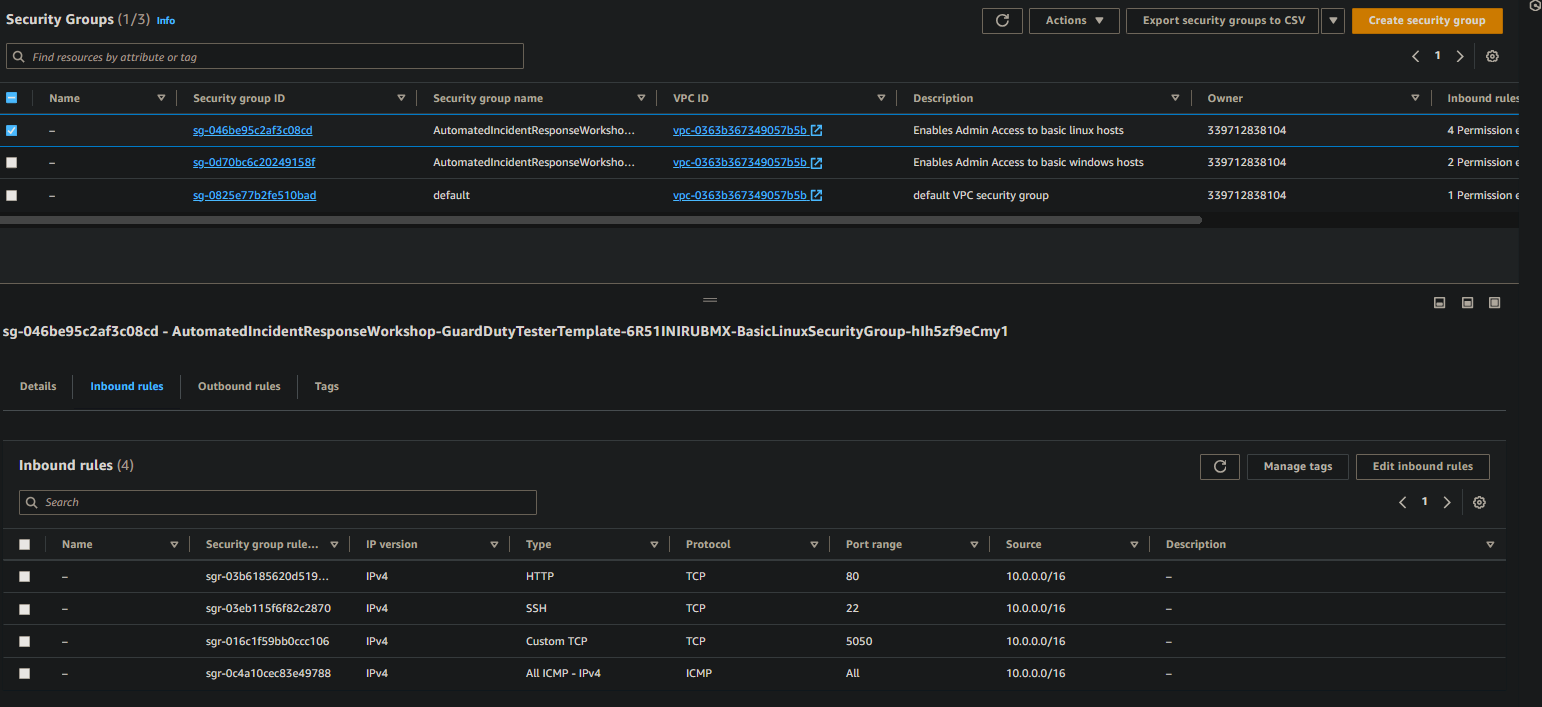 Security Groups (1/3) Info Actions Export security groups to CSV Create security group
Find resources by attribute or tag 1
Name Security group ID Security group name VPC ID Description Owner Inbound rules
– sg-046be95c2af3c08cd AutomatedIncidentResponseWorksho... vpc-0363b367349057b5b Enables Admin Access to basic linux hosts 339712838104 4 Permission e
– sg-0d70bc6c20249158f AutomatedIncidentResponseWorksho... vpc-0363b367349057b5b Enables Admin Access to basic windows hosts 339712838104 2 Permission e
– sg-0825e77b2fe510bad default vpc-0363b367349057b5b default VPC security group 339712838104 1 Permission e
sg-046be95c2af3c08cd - AutomatedIncidentResponseWorkshop-GuardDutyTesterTemplate-6R51INIRUBMX-BasicLinuxSecurityGroup-hIh5zf9eCmy1
Details Inbound rules Outbound rules Tags
Inbound rules (4) Manage tags Edit inbound rules
Search 1
Name Security group rule... IP version Type Protocol Port range Source Description
– sgr-03b6185620d519... IPv4 HTTP TCP 80 10.0.0.0/16 –
– sgr-03eb115f6f82c2870 IPv4 SSH TCP 22 10.0.0.0/16 –
– sgr-016c1f59bb0ccc106 IPv4 Custom TCP TCP 5050 10.0.0.0/16 –
– sgr-0c4a10cec83e49788 IPv4 All ICMP - IPv4 ICMP All 10.0.0.0/16 –